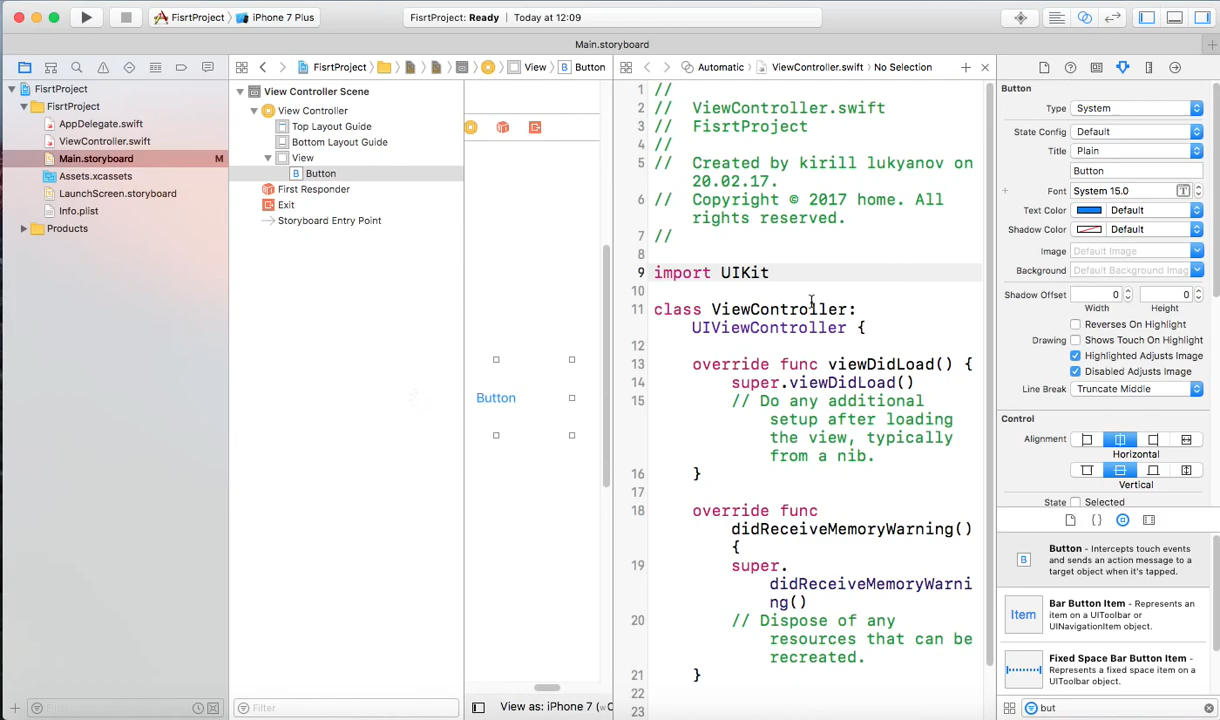 FisrtProject
iPhone 7 Plus
FisrtProject: Ready
Today at 12:09
Main.storyboard
FisrtProject
View
B
Button
Automatic
ViewController.swift
No Selection
FisrtProject
FisrtProject
AppDelegate.swift
ViewController.swift
Main.storyboard
M
Assets.xcassets
LaunchScreen.storyboard
Info.plist
Products
Filter
View Controller Scene
View Controller
Top Layout Guide
Bottom Layout Guide
View
B
Button
First Responder
Exit
Storyboard Entry Point
Filter
Button
View as: iPhone 7
1 //
2 //  ViewController.swift
3 //  FisrtProject
4 //
5 //  Created by kirill lukyanov on
20.02.17.
6 //  Copyright © 2017 home. All
rights reserved.
7 //
8
9 import UIKit
10
11 class ViewController:
UIViewController {
12
13 override func viewDidLoad() {
14 super.viewDidLoad()
15 // Do any additional
setup after loading
the view, typically
from a nib.
16 }
17
18 override func
didReceiveMemoryWarning()
{
19 super.
didReceiveMemoryWarni
ng()
20 // Dispose of any
resources that can be
recreated.
21 }
22
23
Button
Type System
State Config Default
Title Plain
Button
Font System 15.0
T
Text Color Default
Shadow Color Default
Image Default Image
Background Default Background Imag
Shadow Offset 0 0
Width Height
Reverses On Highlight
Drawing Shows Touch On Highlight
Highlighted Adjusts Image
Disabled Adjusts Image
Line Break Truncate Middle
Control
Alignment
Horizontal
Vertical
State Selected
B
Button - Intercepts touch events
and sends an action message to a
target object when it's tapped.
Item
Bar Button Item - Represents an
item on a UIToolbar or
UINavigationItem object.
Fixed Space Bar Button Item -
Represents a fixed space item on a
UIToolbar object.
but